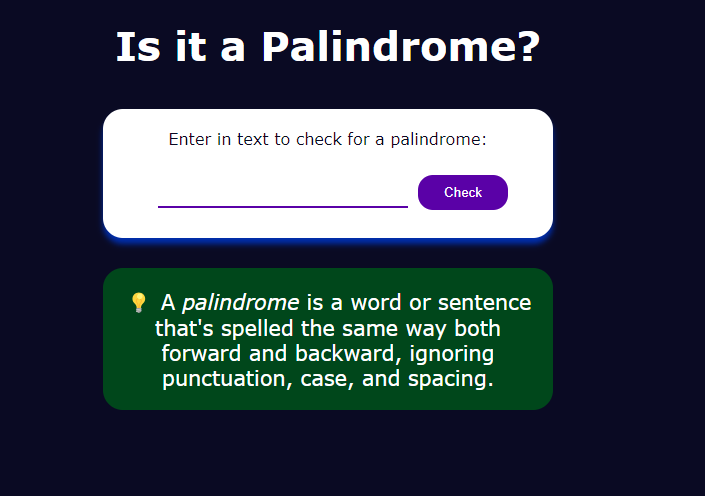 Is it a Palindrome?
Enter in text to check for a palindrome:
Check
💡 A palindrome is a word or sentence
that's spelled the same way both
forward and backward, ignoring
punctuation, case, and spacing.